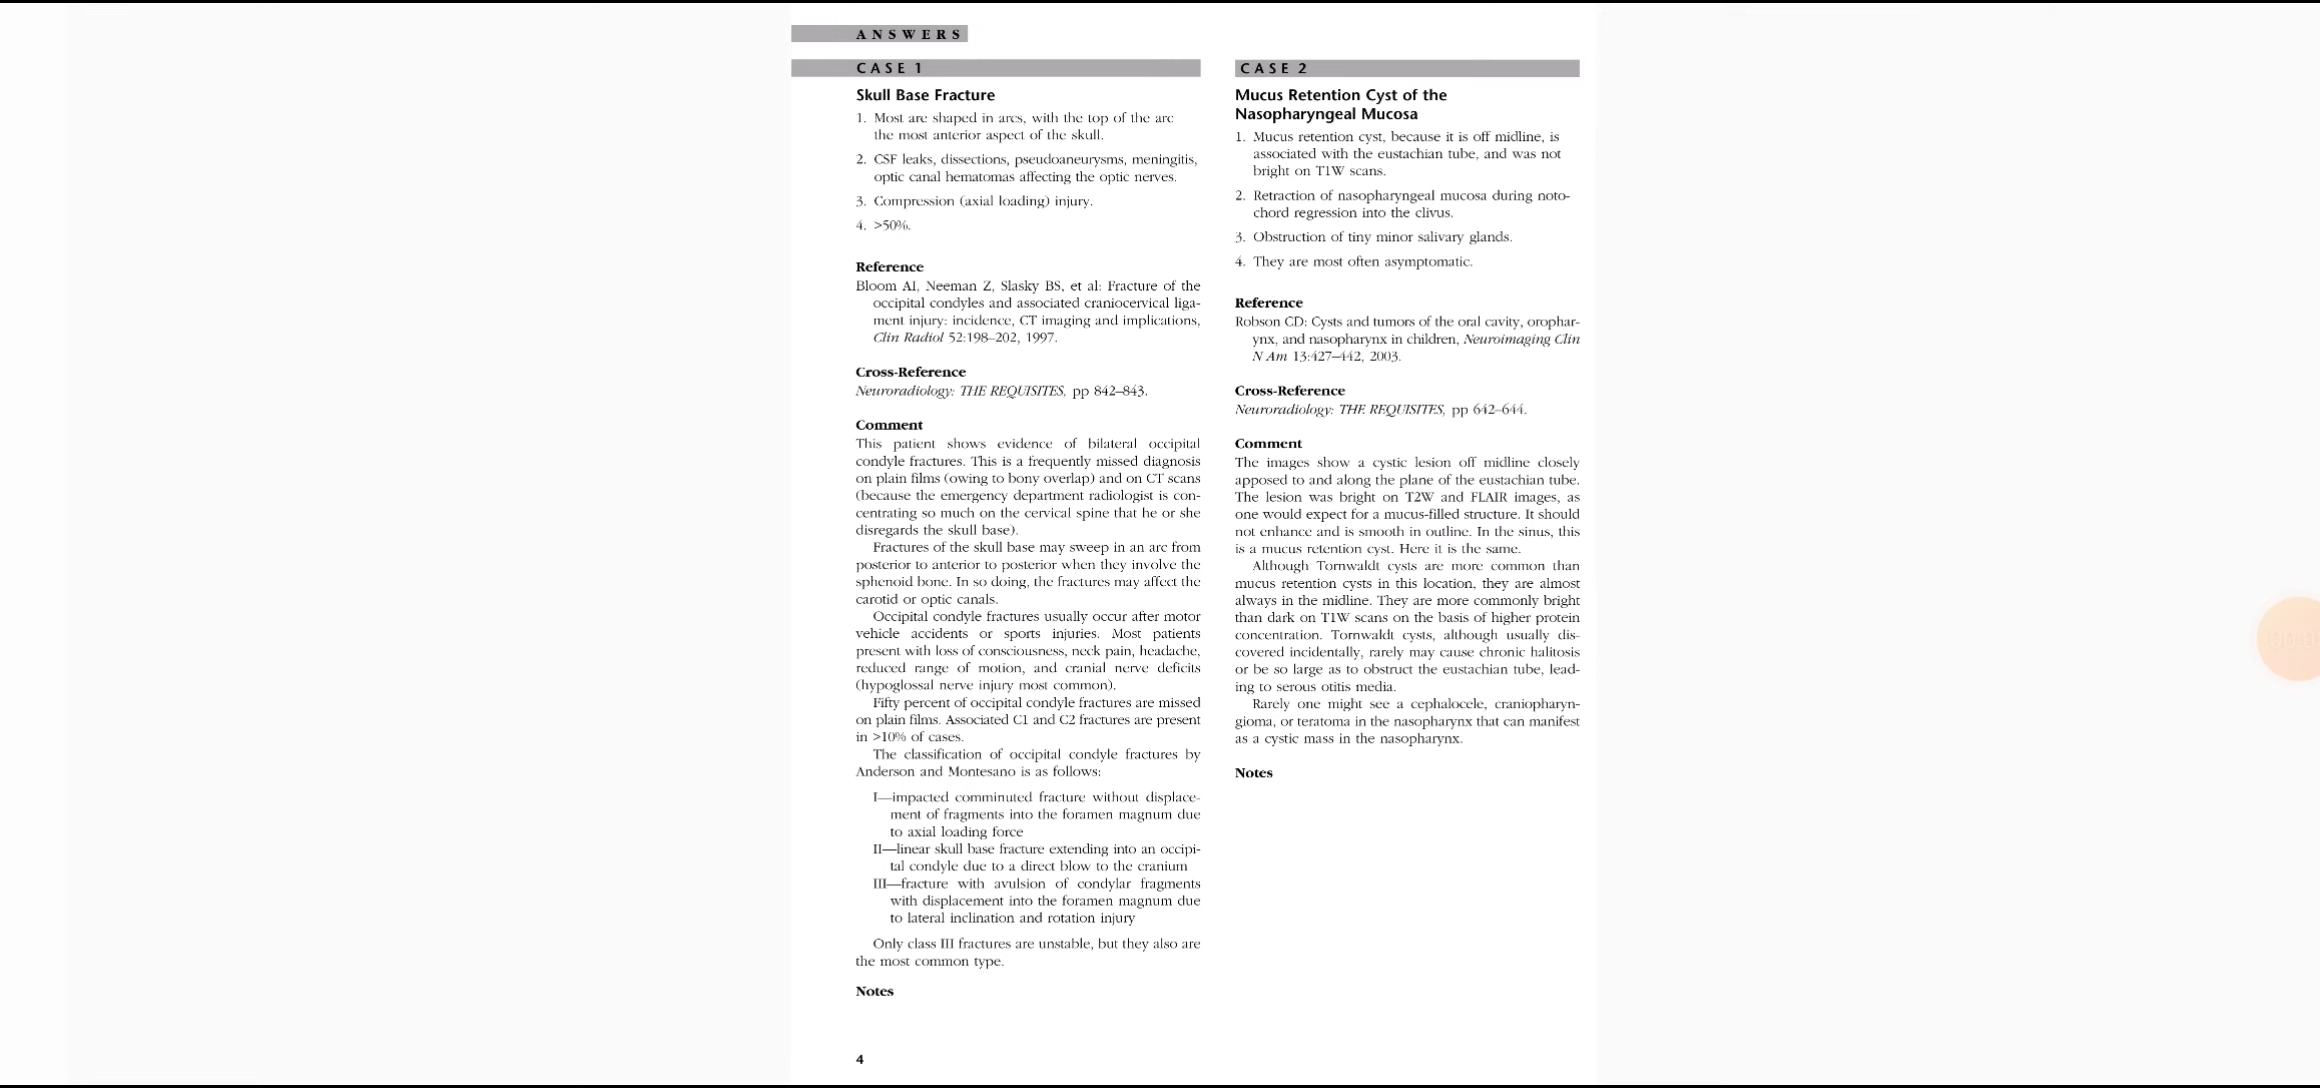 ANSWERS
CASE 1
Skull Base Fracture
1. Most are shaped in arcs, with the top of the arc
the most anterior aspect of the skull.
2. CSF leaks, dissections, pseudoaneurysms, meningitis,
optic canal hematomas affecting the optic nerves.
3. Compression (axial loading) injury.
4. >50%.
Reference
Bloom AI, Neeman Z, Slasky BS, et al: Fracture of the
occipital condyles and associated craniocervical liga-
ment injury: incidence, CT imaging and implications,
Clin Radiol 52:198–202, 1997.
Cross-Reference
Neuroradiology: THE REQUISITES, pp 842–843.
Comment
This patient shows evidence of bilateral occipital
condyle fractures. This is a frequently missed diagnosis
on plain films (owing to bony overlap) and on CT scans
(because the emergency department radiologist is con-
centrating so much on the cervical spine that he or she
disregards the skull base).
Fractures of the skull base may sweep in an arc from
posterior to anterior to posterior when they involve the
sphenoid bone. In so doing, the fractures may affect the
carotid or optic canals.
Occipital condyle fractures usually occur after motor
vehicle accidents or sports injuries. Most patients
present with loss of consciousness, neck pain, headache,
reduced range of motion, and cranial nerve deficits
(hypoglossal nerve injury most common).
Fifty percent of occipital condyle fractures are missed
on plain films. Associated C1 and C2 fractures are present
in >10% of cases.
The classification of occipital condyle fractures by
Anderson and Montesano is as follows:
I—impacted comminuted fracture without displace-
ment of fragments into the foramen magnum due
to axial loading force
II—linear skull base fracture extending into an occipi-
tal condyle due to a direct blow to the cranium
III—fracture with avulsion of condylar fragments
with displacement into the foramen magnum due
to lateral inclination and rotation injury
Only class III fractures are unstable, but they also are
the most common type.
Notes
4
CASE 2
Mucus Retention Cyst of the
Nasopharyngeal Mucosa
1. Mucus retention cyst, because it is off midline, is
associated with the eustachian tube, and was not
bright on T1W scans.
2. Retraction of nasopharyngeal mucosa during noto-
chord regression into the clivus.
3. Obstruction of tiny minor salivary glands.
4. They are most often asymptomatic.
Reference
Robson CD: Cysts and tumors of the oral cavity, orophar-
ynx, and nasopharynx in children, Neuroimaging Clin
N Am 13:427–442, 2003.
Cross-Reference
Neuroradiology: THE REQUISITES, pp 642–644.
Comment
The images show a cystic lesion off midline closely
apposed to and along the plane of the eustachian tube.
The lesion was bright on T2W and FLAIR images, as
one would expect for a mucus-filled structure. It should
not enhance and is smooth in outline. In the sinus, this
is a mucus retention cyst. Here it is the same.
Although Tornwaldt cysts are more common than
mucus retention cysts in this location, they are almost
always in the midline. They are more commonly bright
than dark on T1W scans on the basis of higher protein
concentration. Tornwaldt cysts, although usually dis-
covered incidentally, rarely may cause chronic halitosis
or be so large as to obstruct the eustachian tube, lead-
ing to serous otitis media.
Rarely one might see a cephalocele, craniopharyn-
gioma, or teratoma in the nasopharynx that can manifest
as a cystic mass in the nasopharynx.
Notes